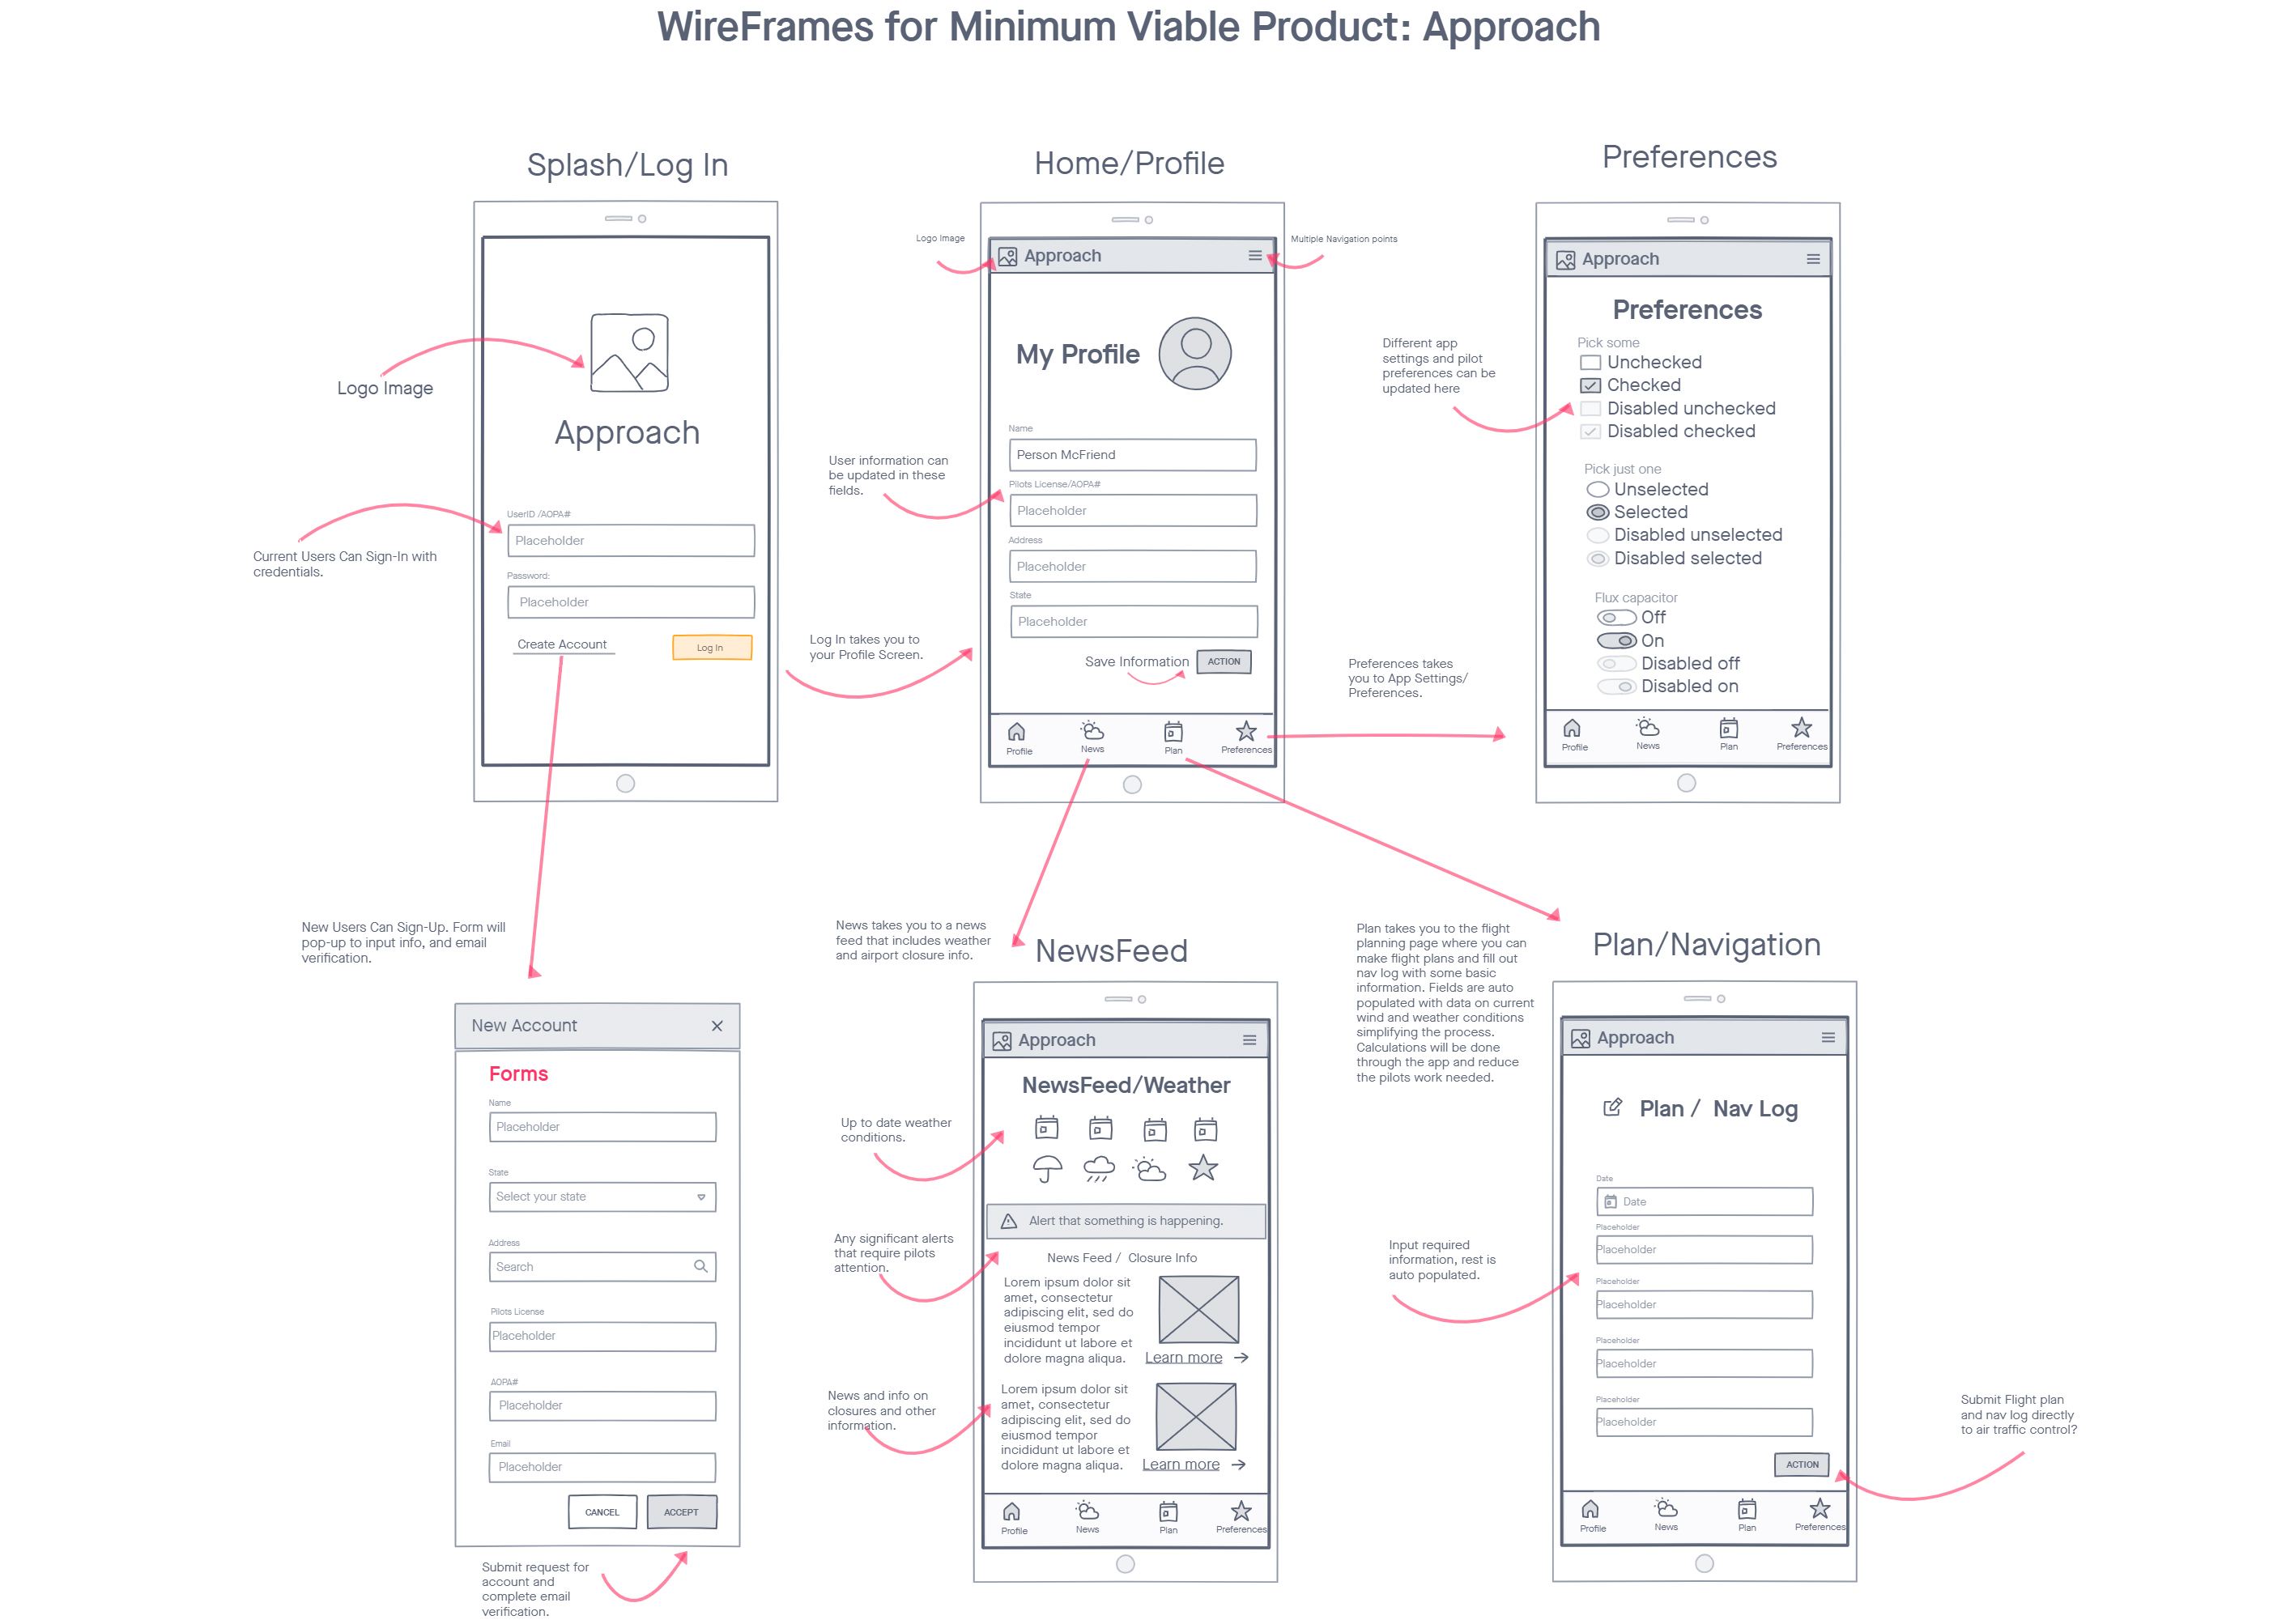 WireFrames for Minimum Viable Product: Approach
Splash/Log In
Logo Image
Approach
Current Users Can Sign-In with
credentials.
UserID /AOPA#
Placeholder
Password:
Placeholder
Create Account
Log In
Home/Profile
Logo Image
Multiple Navigation points
Approach
My Profile
User information can
be updated in these
fields.
Name
Person McFriend
Pilots License/AOPA#
Placeholder
Address
Placeholder
State
Placeholder
Save Information
ACTION
Log In takes you to
your Profile Screen.
Profile
News
Plan
Preferences
Preferences takes
you to App Settings/
Preferences.
Preferences
Approach
Preferences
Different app
settings and pilot
preferences can be
updated here
Pick some
Unchecked
Checked
Disabled unchecked
Disabled checked
Pick just one
Unselected
Selected
Disabled unselected
Disabled selected
Flux capacitor
Off
On
Disabled off
Disabled on
Profile
News
Plan
Preferences
New Users Can Sign-Up. Form will
pop-up to input info, and email
verification.
New Account
Forms
Name
Placeholder
State
Select your state
Address
Search
Pilots License
Placeholder
AOPA#
Placeholder
Email
Placeholder
CANCEL
ACCEPT
Submit request for
account and
complete email
verification.
News takes you to a news
feed that includes weather
and airport closure info.
NewsFeed
Approach
NewsFeed/Weather
Up to date weather
conditions.
Any significant alerts
that require pilots
attention.
Alert that something is happening.
News Feed / Closure Info
Lorem ipsum dolor sit
amet, consectetur
adipiscing elit, sed do
eiusmod tempor
incididunt ut labore et
dolore magna aliqua.
Learn more
News and info on
closures and other
information.
Lorem ipsum dolor sit
amet, consectetur
adipiscing elit, sed do
eiusmod tempor
incididunt ut labore et
dolore magna aliqua.
Learn more
Profile
News
Plan
Preferences
Plan takes you to the flight
planning page where you can
make flight plans and fill out
nav log with some basic
information. Fields are auto
populated with data on current
wind and weather conditions
simplifying the process.
Calculations will be done
through the app and reduce
the pilots work needed.
Plan/Navigation
Approach
Plan / Nav Log
Input required
information, rest is
auto populated.
Date
Date
Placeholder
Placeholder
Placeholder
Placeholder
Placeholder
Placeholder
Placeholder
Placeholder
ACTION
Submit Flight plan
and nav log directly
to air traffic control?
Profile
News
Plan
Preferences